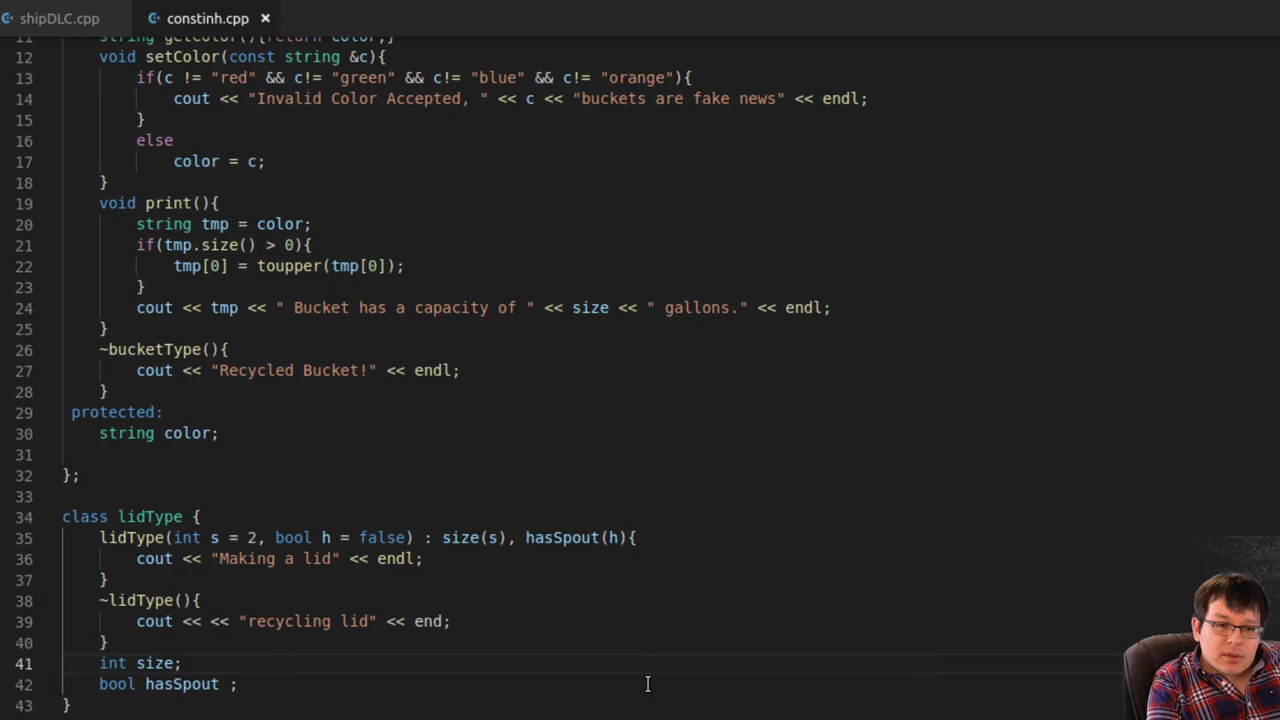 shipDLC.cpp constinh.cpp ×
11 string getColor(){return color;}
12 void setColor(const string &c){
13 if(c != "red" && c!= "green" && c!= "blue" && c!= "orange"){
14 cout << "Invalid Color Accepted, " << c << "buckets are fake news" << endl;
15 }
16 else
17 color = c;
18 }
19 void print(){
20 string tmp = color;
21 if(tmp.size() > 0){
22 tmp[0] = toupper(tmp[0]);
23 }
24 cout << tmp << " Bucket has a capacity of " << size << " gallons." << endl;
25 }
26 ~bucketType(){
27 cout << "Recycled Bucket!" << endl;
28 }
29 protected:
30 string color;
31
32 };
33
34 class lidType {
35 lidType(int s = 2, bool h = false) : size(s), hasSpout(h){
36 cout << "Making a lid" << endl;
37 }
38 ~lidType(){
39 cout << << "recycling lid" << end;
40 }
41 int size;
42 bool hasSpout ;
43 }